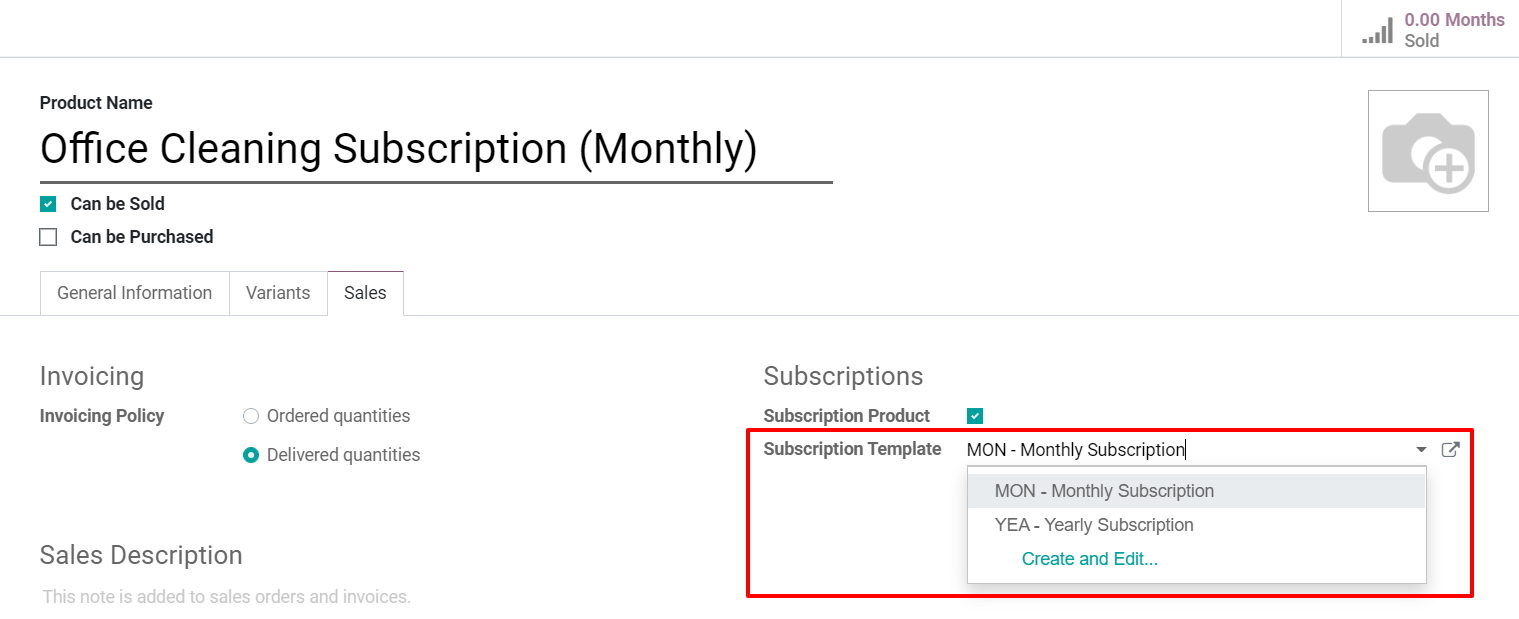 0.00 Months
Sold
Product Name
Office Cleaning Subscription (Monthly)
Can be Sold
Can be Purchased
General Information
Variants
Sales
Invoicing
Invoicing Policy
Ordered quantities
Delivered quantities
Subscriptions
Subscription Product
Subscription Template
MON - Monthly Subscription
MON - Monthly Subscription
YEA - Yearly Subscription
Create and Edit...
Sales Description
This note is added to sales orders and invoices.